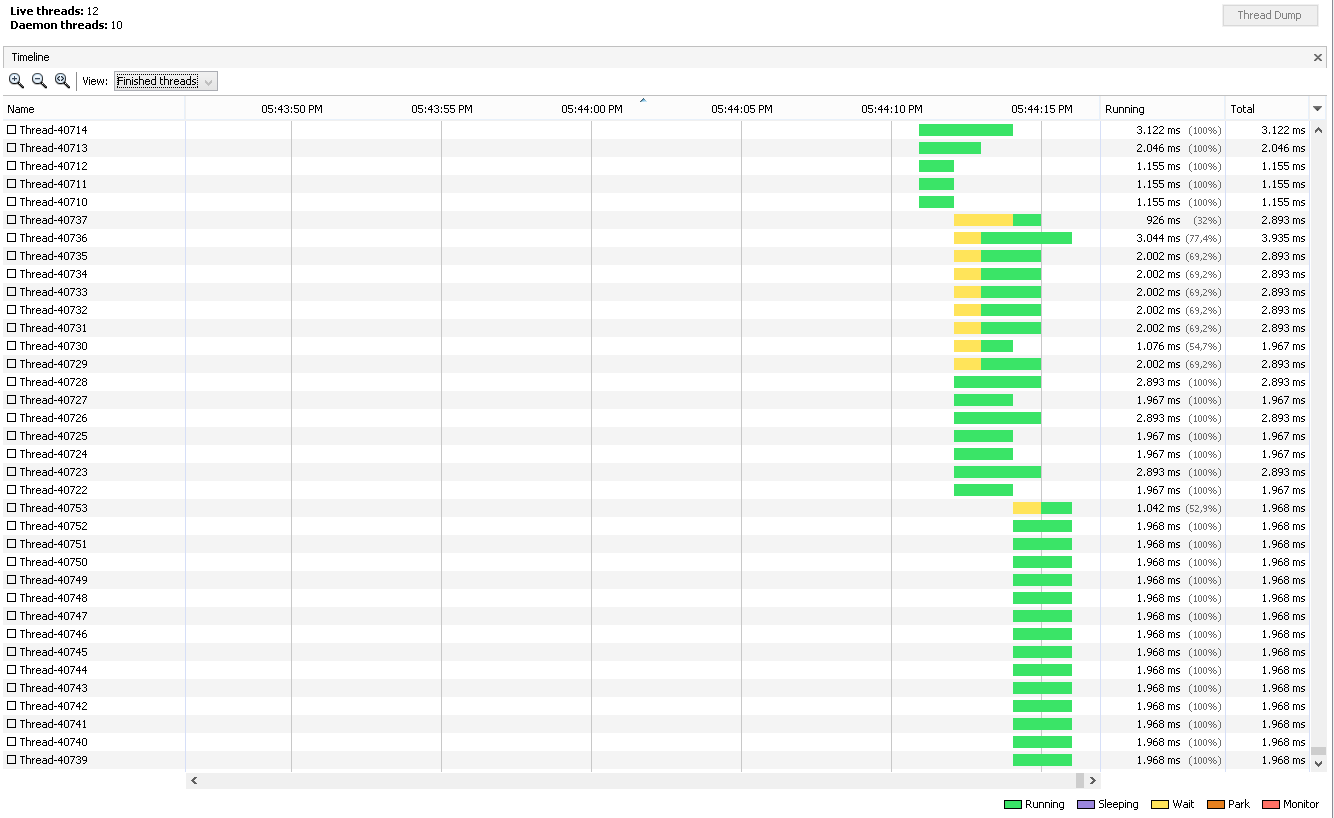 Live threads: 12
Daemon threads: 10
Thread Dump
Timeline
View: Finished threads
Name 05:43:50 PM 05:43:55 PM 05:44:00 PM 05:44:05 PM 05:44:10 PM 05:44:15 PM Running Total
Thread-40714 3.122 ms (100%) 3.122 ms
Thread-40713 2.046 ms (100%) 2.046 ms
Thread-40712 1.155 ms (100%) 1.155 ms
Thread-40711 1.155 ms (100%) 1.155 ms
Thread-40710 1.155 ms (100%) 1.155 ms
Thread-40737 926 ms (32%) 2.893 ms
Thread-40736 3.044 ms (77,4%) 3.935 ms
Thread-40735 2.002 ms (69,2%) 2.893 ms
Thread-40734 2.002 ms (69,2%) 2.893 ms
Thread-40733 2.002 ms (69,2%) 2.893 ms
Thread-40732 2.002 ms (69,2%) 2.893 ms
Thread-40731 2.002 ms (69,2%) 2.893 ms
Thread-40730 1.076 ms (54,7%) 1.967 ms
Thread-40729 2.002 ms (69,2%) 2.893 ms
Thread-40728 2.893 ms (100%) 2.893 ms
Thread-40727 1.967 ms (100%) 1.967 ms
Thread-40726 2.893 ms (100%) 2.893 ms
Thread-40725 1.967 ms (100%) 1.967 ms
Thread-40724 1.967 ms (100%) 1.967 ms
Thread-40723 2.893 ms (100%) 2.893 ms
Thread-40722 1.967 ms (100%) 1.967 ms
Thread-40753 1.042 ms (52,9%) 1.968 ms
Thread-40752 1.968 ms (100%) 1.968 ms
Thread-40751 1.968 ms (100%) 1.968 ms
Thread-40750 1.968 ms (100%) 1.968 ms
Thread-40749 1.968 ms (100%) 1.968 ms
Thread-40748 1.968 ms (100%) 1.968 ms
Thread-40747 1.968 ms (100%) 1.968 ms
Thread-40746 1.968 ms (100%) 1.968 ms
Thread-40745 1.968 ms (100%) 1.968 ms
Thread-40744 1.968 ms (100%) 1.968 ms
Thread-40743 1.968 ms (100%) 1.968 ms
Thread-40742 1.968 ms (100%) 1.968 ms
Thread-40741 1.968 ms (100%) 1.968 ms
Thread-40740 1.968 ms (100%) 1.968 ms
Thread-40739 1.968 ms (100%) 1.968 ms
Running Sleeping Wait Park Monitor